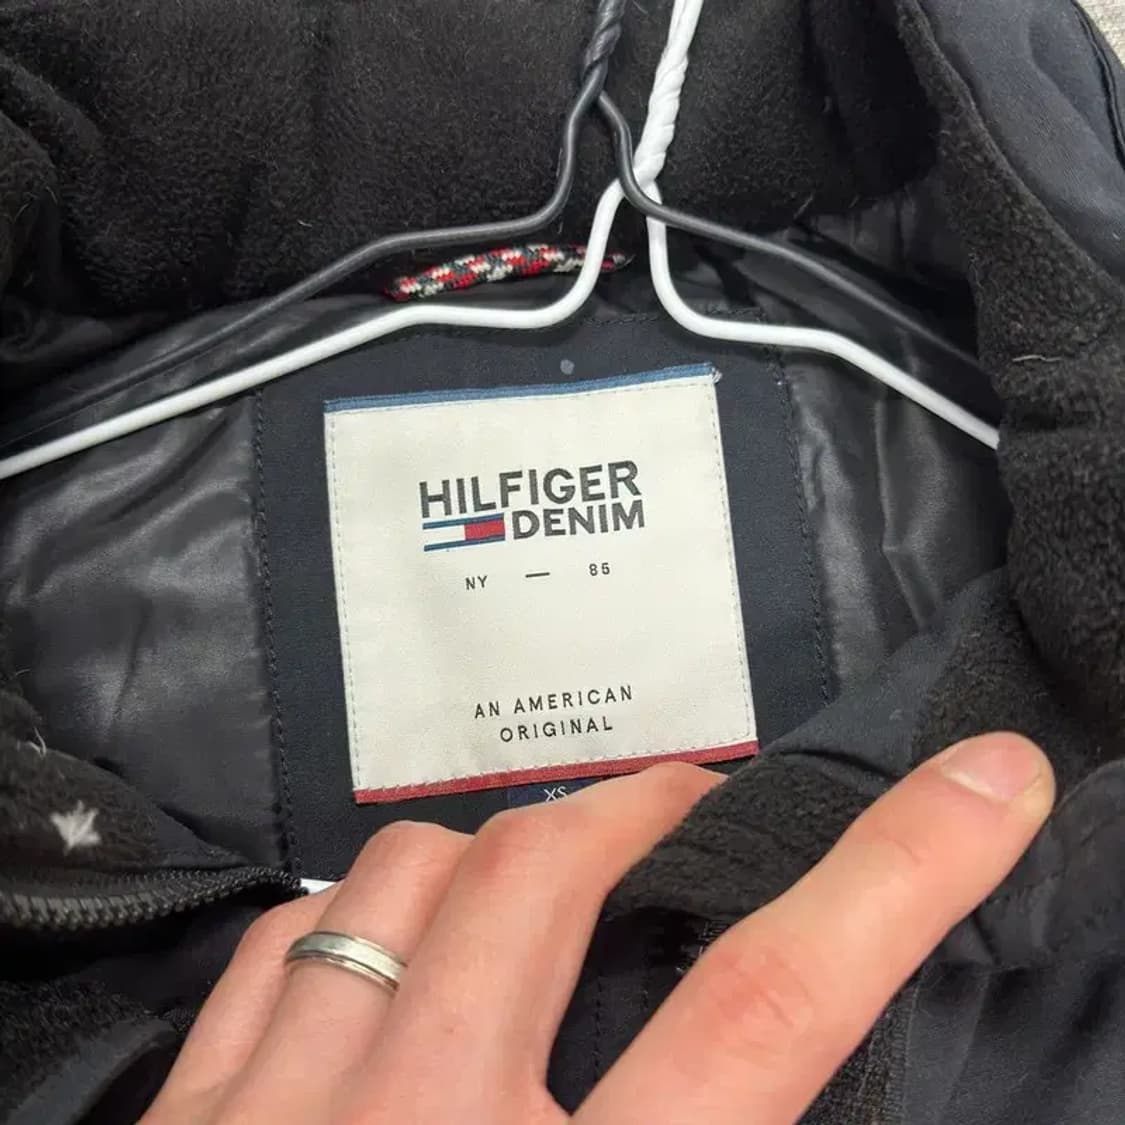 HILFIGER
DENIM
NY — 85
AN AMERICAN
ORIGINAL
XS